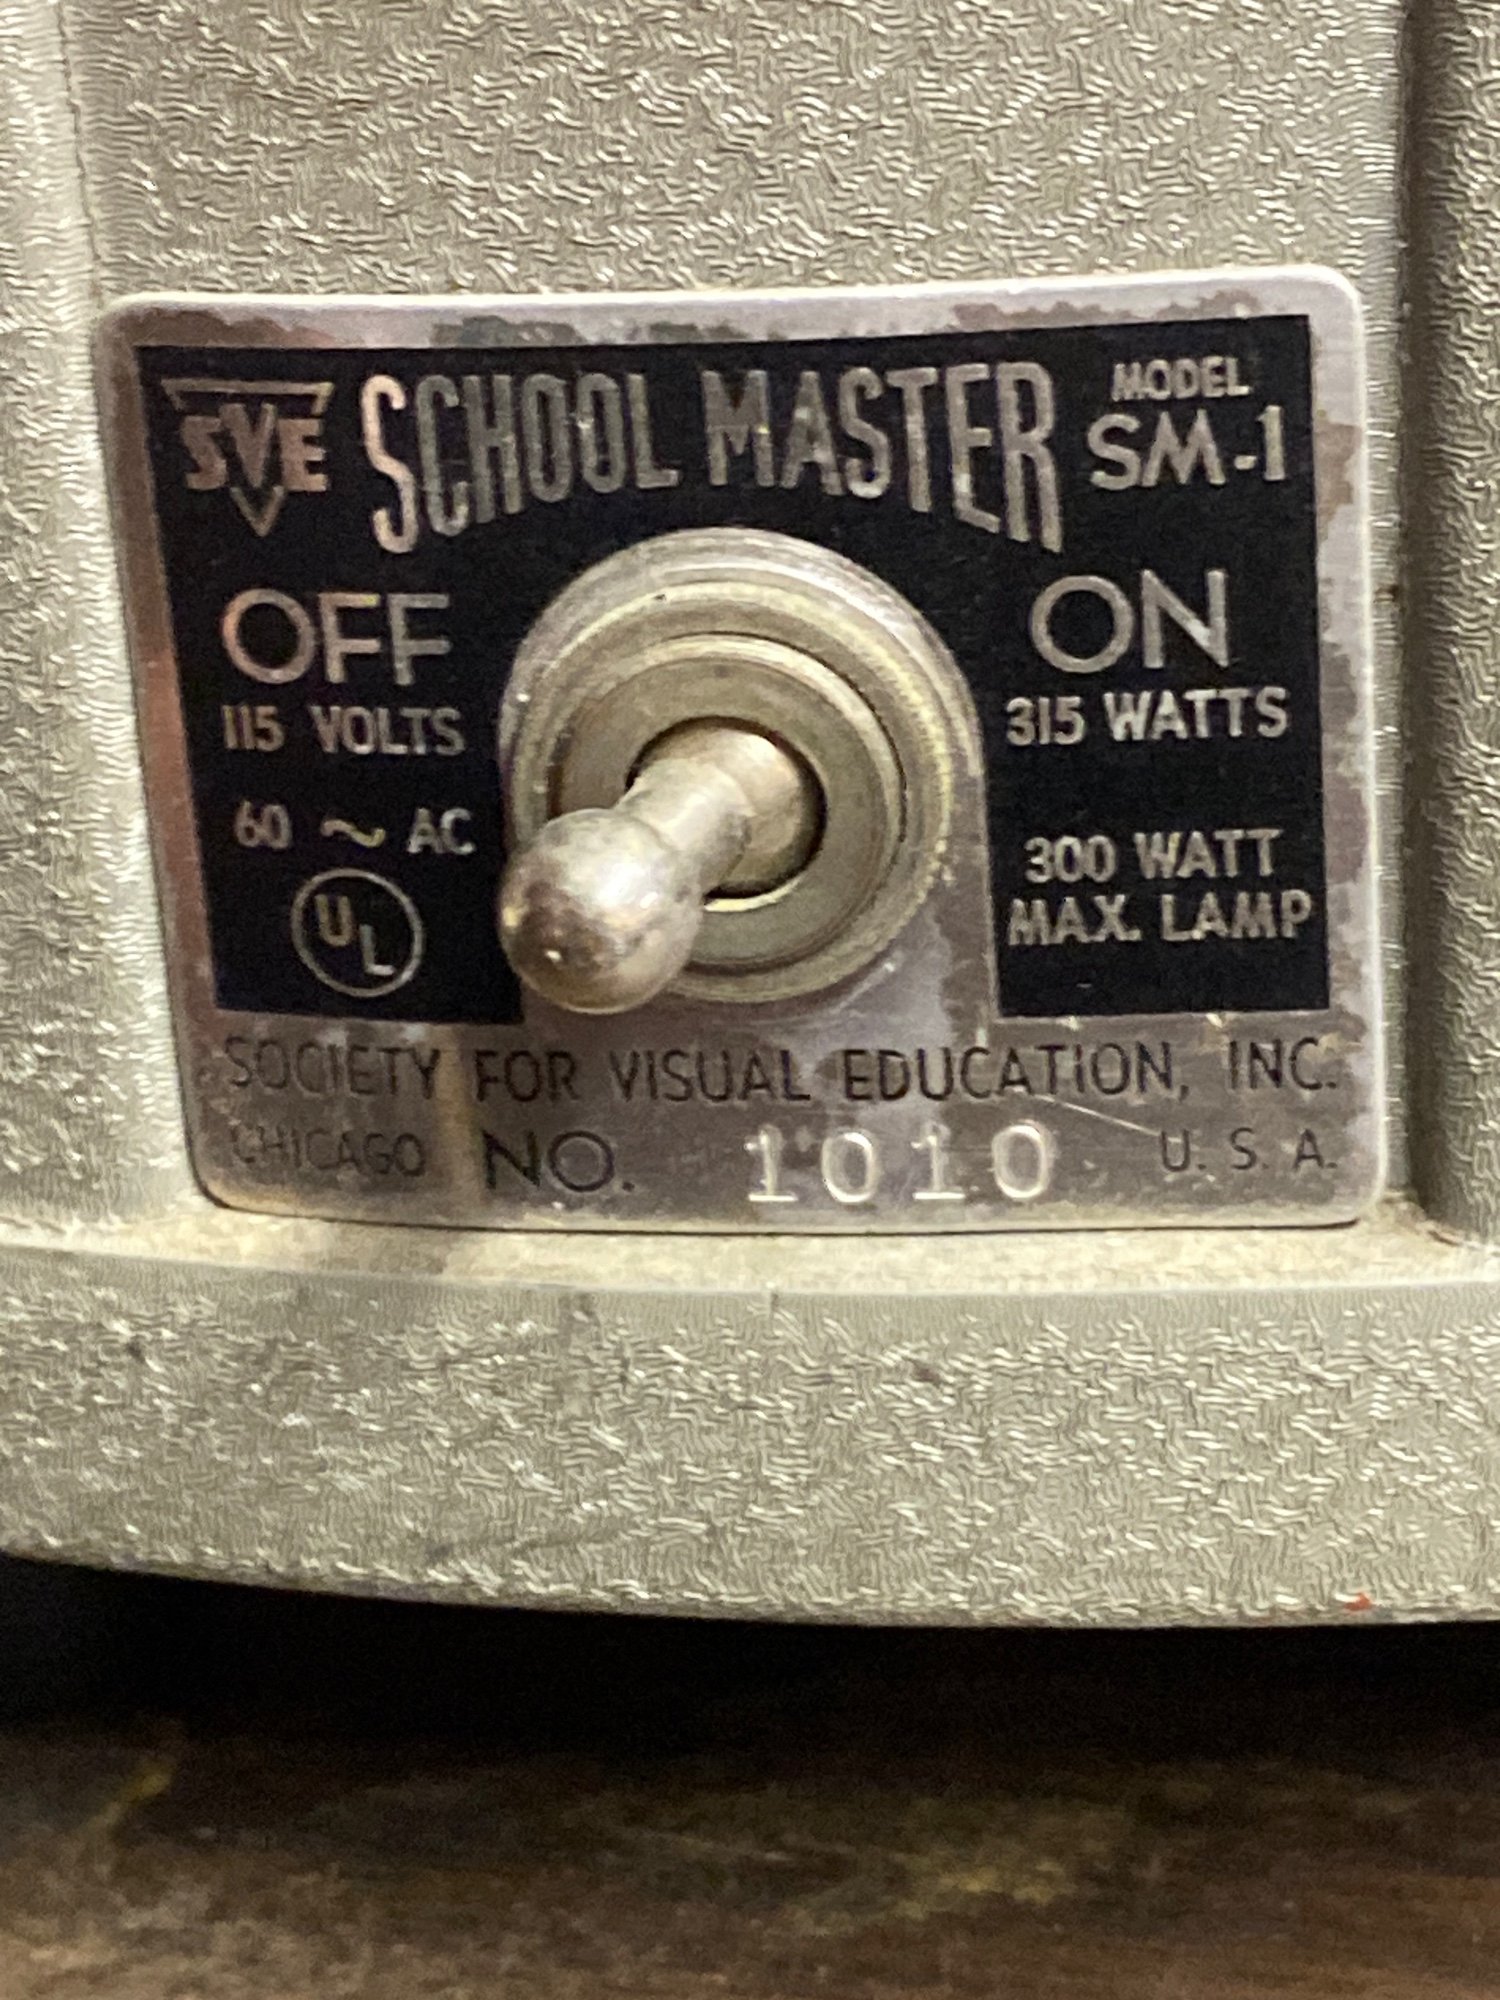 SVE SCHOOL MASTER MODEL SM-1
OFF ON
115 VOLTS 315 WATTS
60 ~ AC 300 WATT
MAX. LAMP
UL
SOCIETY FOR VISUAL EDUCATION, INC.
CHICAGO NO. 1010 U. S. A.